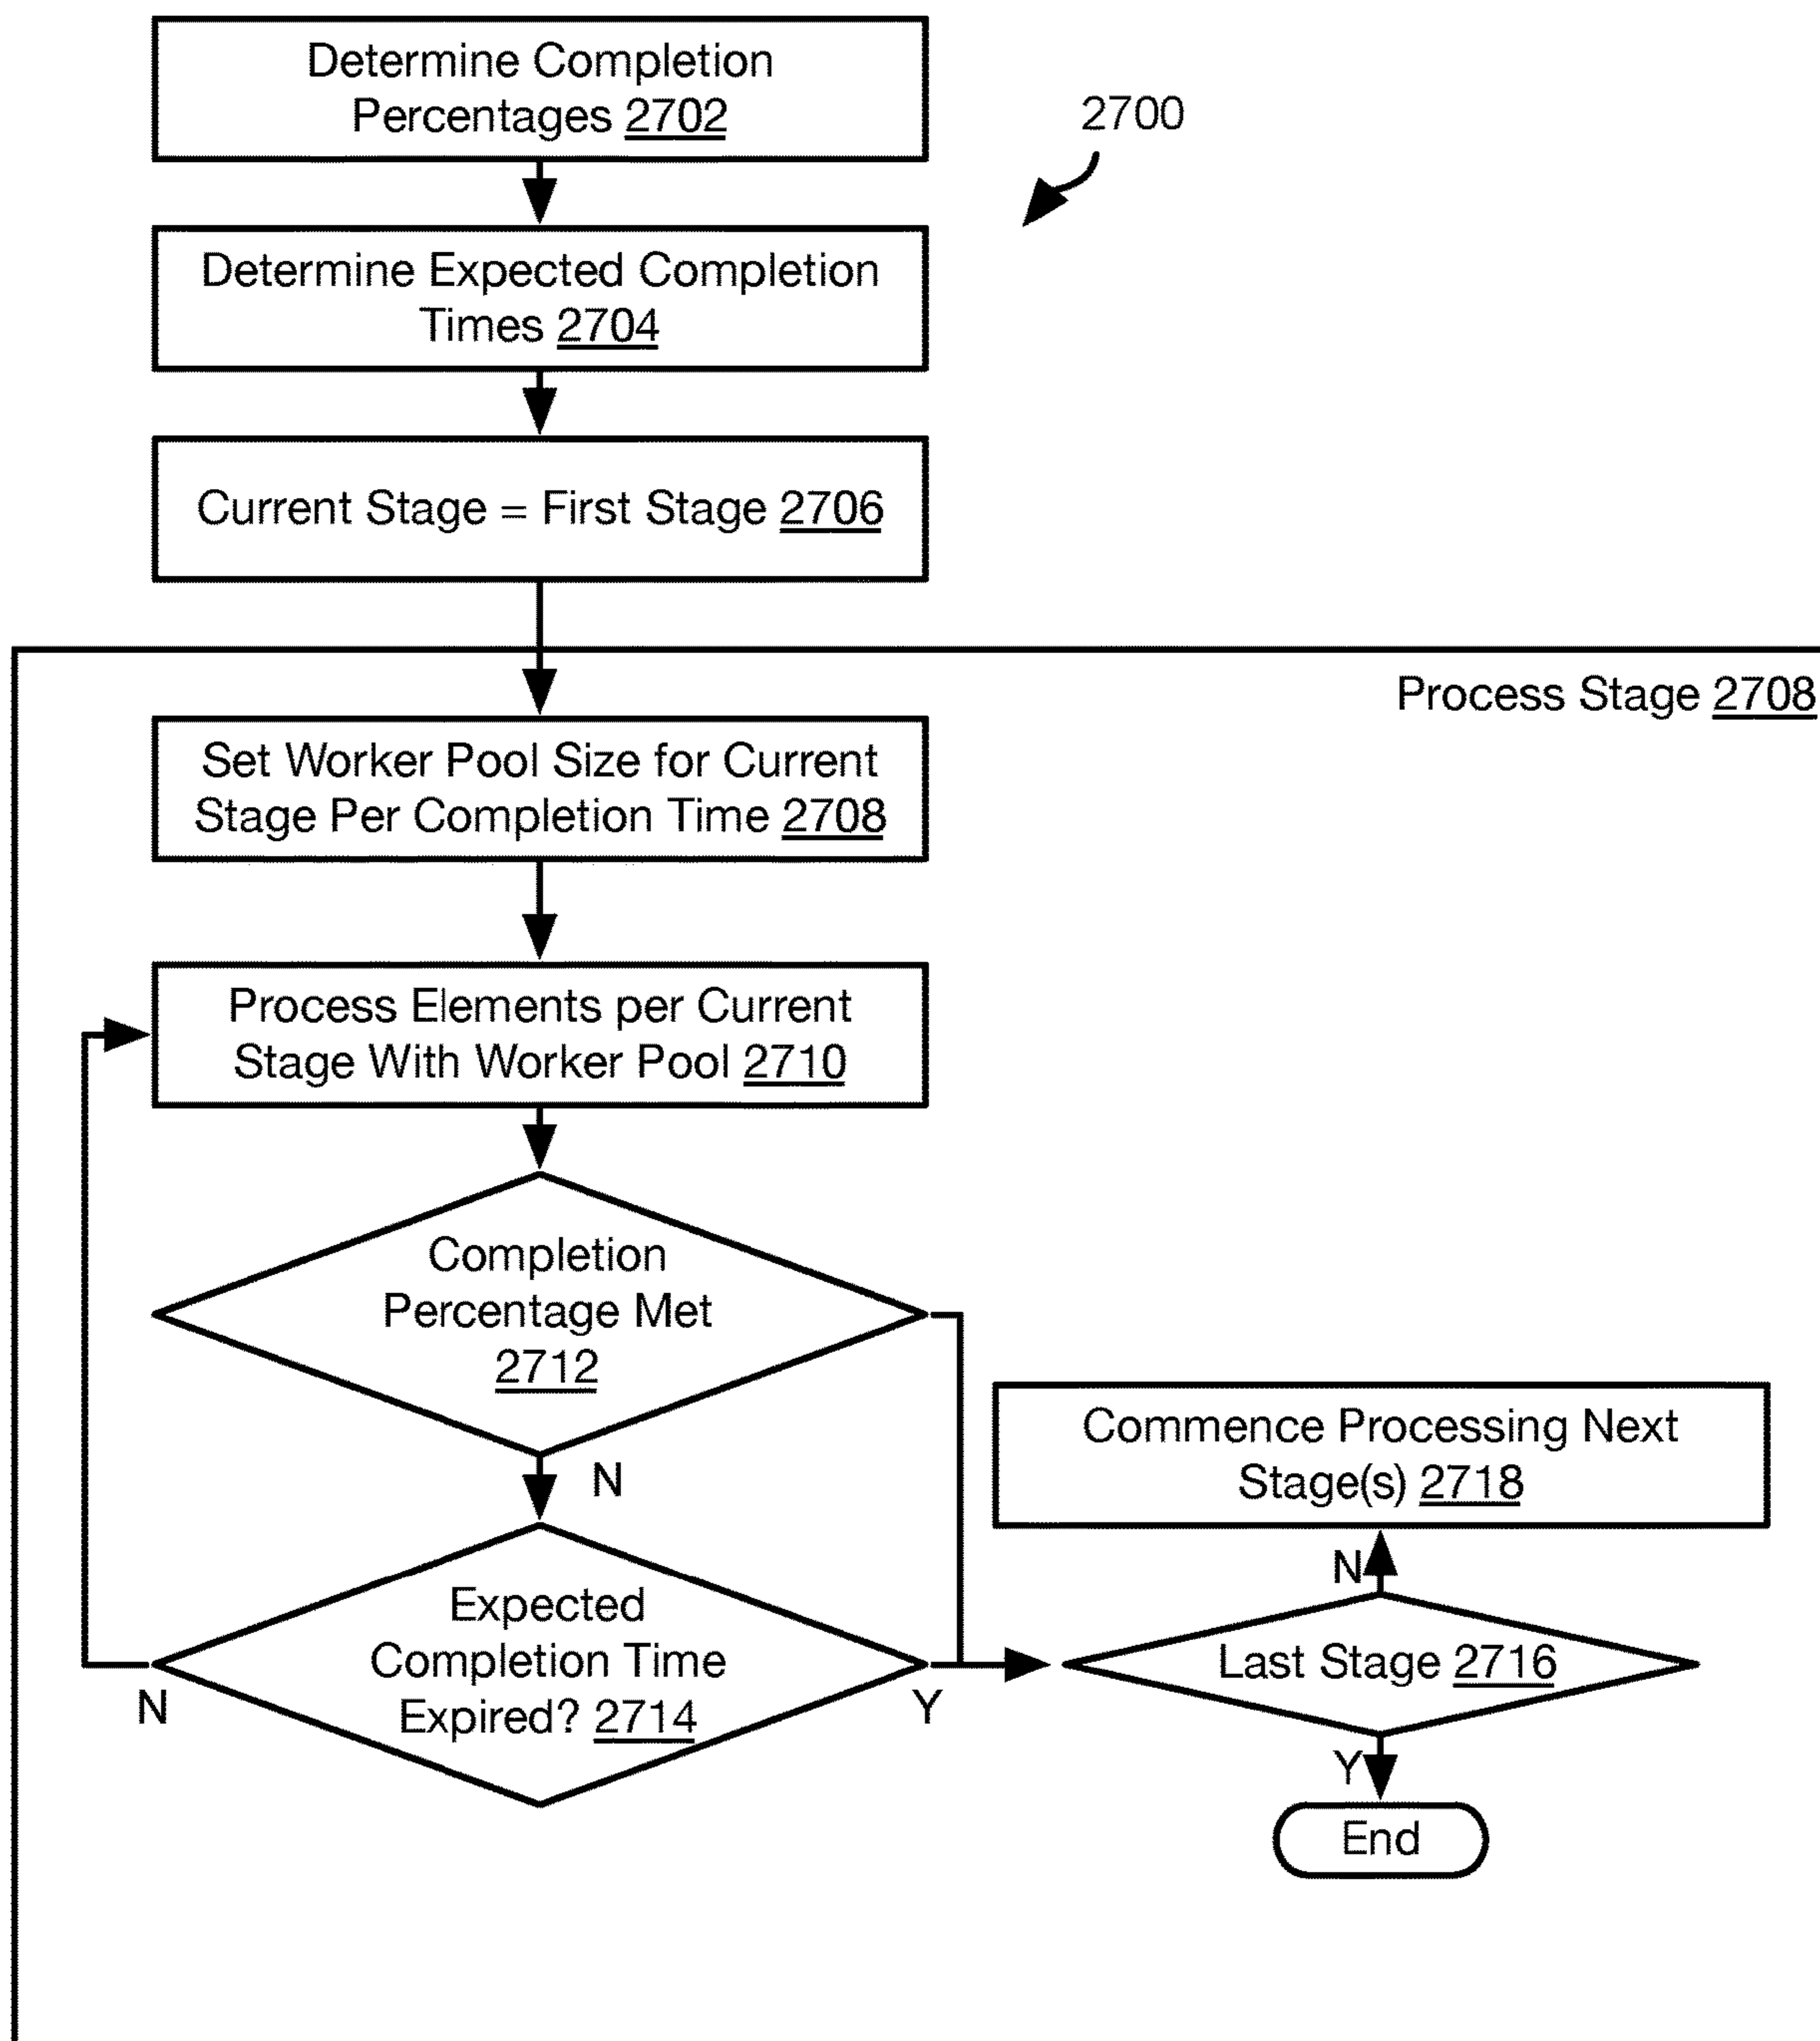 Determine Completion
Percentages 2702
2700
Determine Expected Completion
Times 2704
Current Stage = First Stage 2706
Process Stage 2708
Set Worker Pool Size for Current
Stage Per Completion Time 2708
Process Elements per Current
Stage With Worker Pool 2710
Completion
Percentage Met
2712
N
Expected
Completion Time
Expired? 2714
N
Y
Commence Processing Next
Stage(s) 2718
N
Last Stage 2716
Y
End